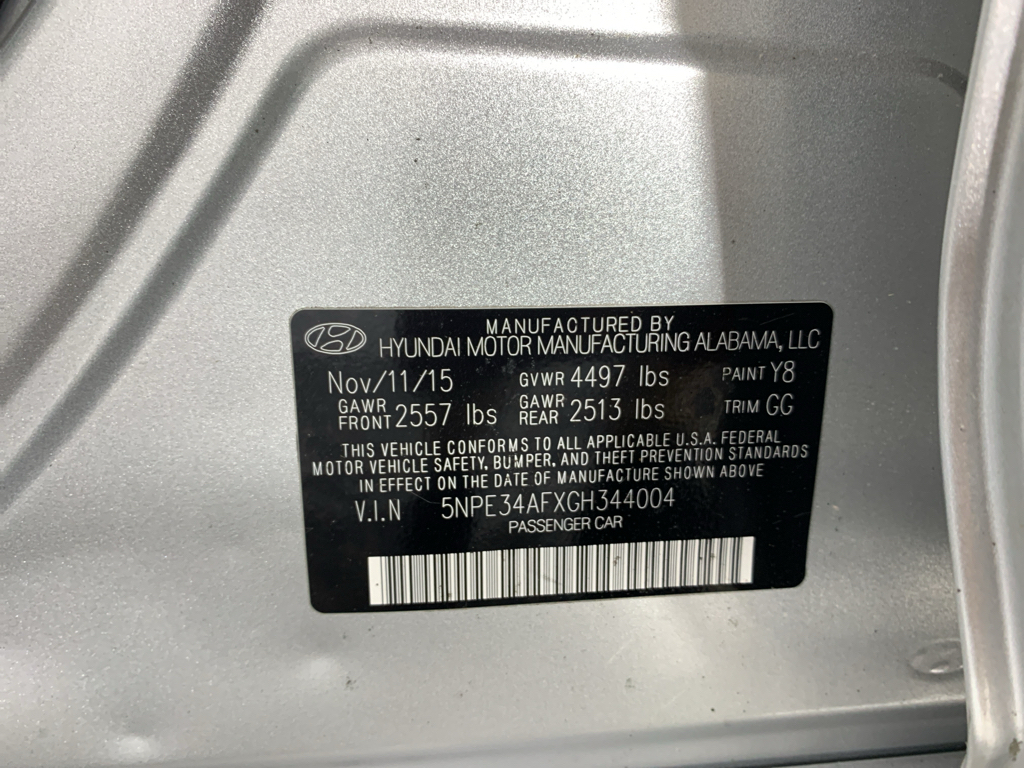 MANUFACTURED BY
HYUNDAI MOTOR MANUFACTURING ALABAMA, LLC
Nov/11/15 GVWR 4497 lbs PAINT Y8
GAWR FRONT 2557 lbs GAWR REAR 2513 lbs TRIM GG
THIS VEHICLE CONFORMS TO ALL APPLICABLE U.S.A. FEDERAL
MOTOR VEHICLE SAFETY, BUMPER, AND THEFT PREVENTION STANDARDS
IN EFFECT ON THE DATE OF MANUFACTURE SHOWN ABOVE
V.I.N 5NPE34AFXGH344004
PASSENGER CAR